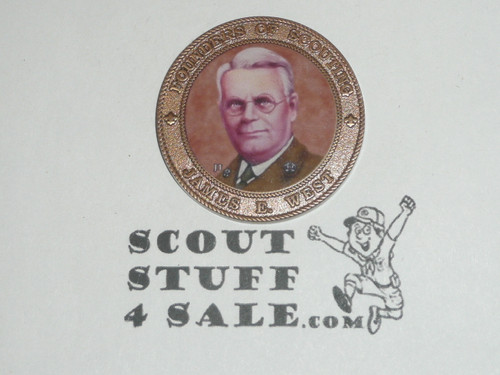 FOUNDERS OF SCOUTING
JAMES E. WEST
SCOUT
STUFF
4 SALE.COM